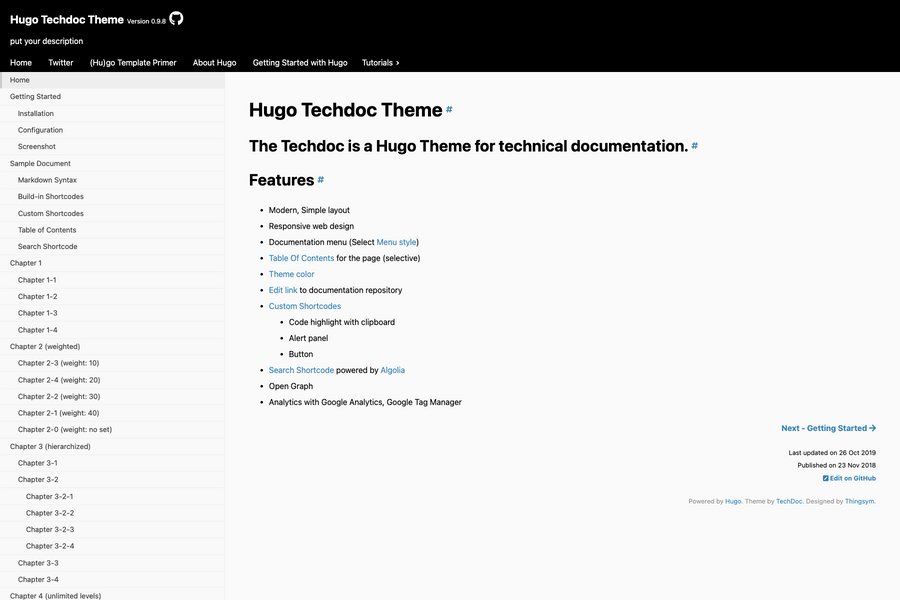 Hugo Techdoc Theme Version 0.9.8
put your description
Home Twitter (Hu)go Template Primer About Hugo Getting Started with Hugo Tutorials ›
Home
Getting Started
Installation
Configuration
Screenshot
Sample Document
Markdown Syntax
Build-in Shortcodes
Custom Shortcodes
Table of Contents
Search Shortcode
Chapter 1
Chapter 1-1
Chapter 1-2
Chapter 1-3
Chapter 1-4
Chapter 2 (weighted)
Chapter 2-3 (weight: 10)
Chapter 2-4 (weight: 20)
Chapter 2-2 (weight: 30)
Chapter 2-1 (weight: 40)
Chapter 2-0 (weight: no set)
Chapter 3 (hierarchized)
Chapter 3-1
Chapter 3-2
Chapter 3-2-1
Chapter 3-2-2
Chapter 3-2-3
Chapter 3-2-4
Chapter 3-3
Chapter 3-4
Chapter 4 (unlimited levels)
Hugo Techdoc Theme #
The Techdoc is a Hugo Theme for technical documentation. #
Features #
• Modern, Simple layout
• Responsive web design
• Documentation menu (Select Menu style)
• Table Of Contents for the page (selective)
• Theme color
• Edit link to documentation repository
• Custom Shortcodes
• Code highlight with clipboard
• Alert panel
• Button
• Search Shortcode powered by Algolia
• Open Graph
• Analytics with Google Analytics, Google Tag Manager
Next - Getting Started →
Last updated on 26 Oct 2019
Published on 23 Nov 2018
Edit on GitHub
Powered by Hugo. Theme by TechDoc. Designed by Thingsym.